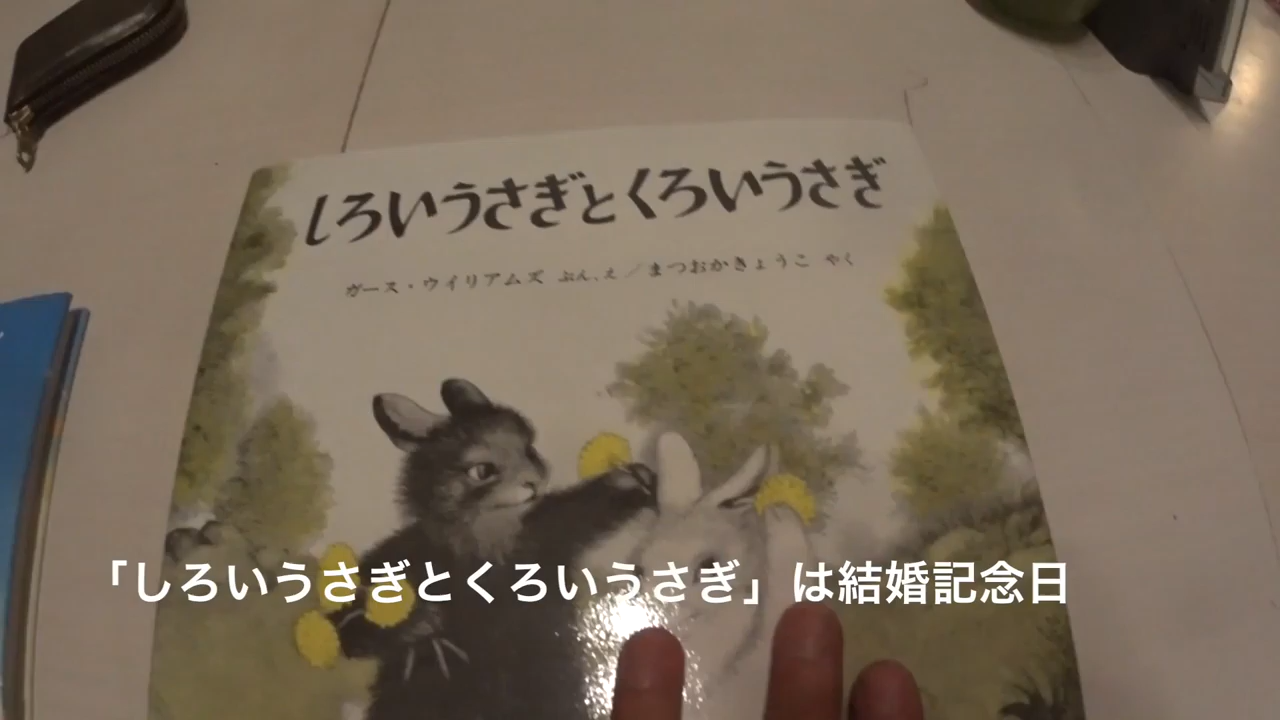 しろいうさぎとくろいうさぎ
ガース・ウイリアムズ ぶん、え／まつおかきょうこ やく
「しろいうさぎとくろいうさぎ」は結婚記念日